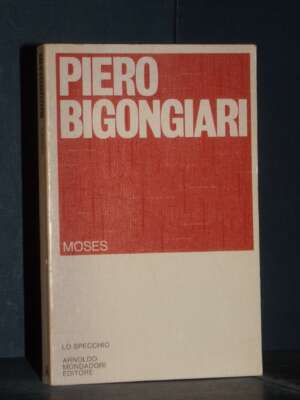 PIERO
BIGONGIARI
MOSES
LO SPECCHIO
ARNOLDO
MONDADORI
EDITORE